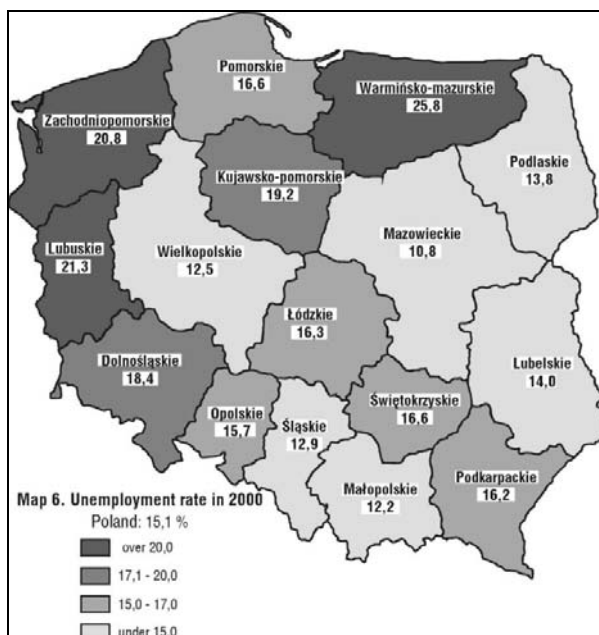 Pomorskie
16,6
Warmińsko-mazurskie
25,8
Zachodniopomorskie
20,8
Podlaskie
13,8
Kujawsko-pomorskie
19,2
Mazowieckie
10,8
Lubuskie
21,3
Wielkopolskie
12,5
Łódzkie
16,3
Dolnośląskie
18,4
Lubelskie
14,0
Opolskie
15,7
Śląskie
12,9
Świętokrzyskie
16,6
Małopolskie
12,2
Podkarpackie
16,2
Map 6. Unemployment rate in 2000
Poland: 15,1 %
over 20,0
17,1 - 20,0
15,0 - 17,0
under 15,0